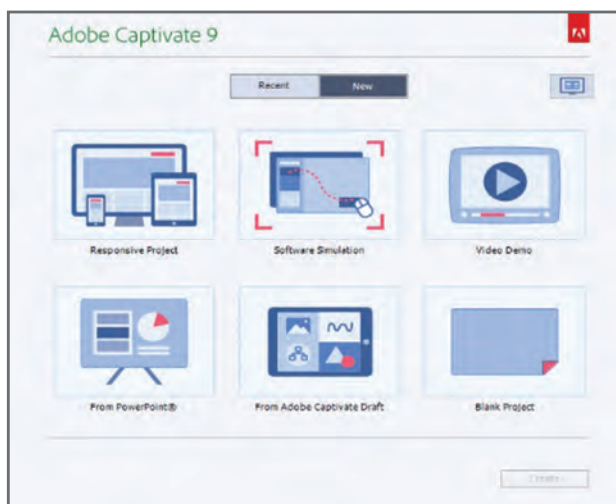 Adobe Captivate 9
Recent New
Responsive Project Software Simulation Video Demo
From PowerPoint® From Adobe Captivate Draft Blank Project
Create